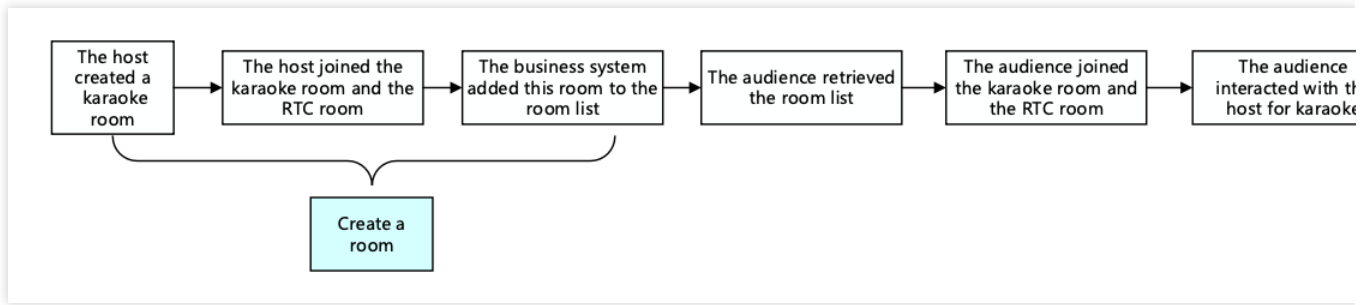 The host
created a
karaoke
room
The host joined the
karaoke room and the
RTC room
The business system
added this room to the
room list
The audience retrieved
the room list
The audience joined
the karaoke room and
the RTC room
The audience
interacted with
host for karaoke
Create a
room